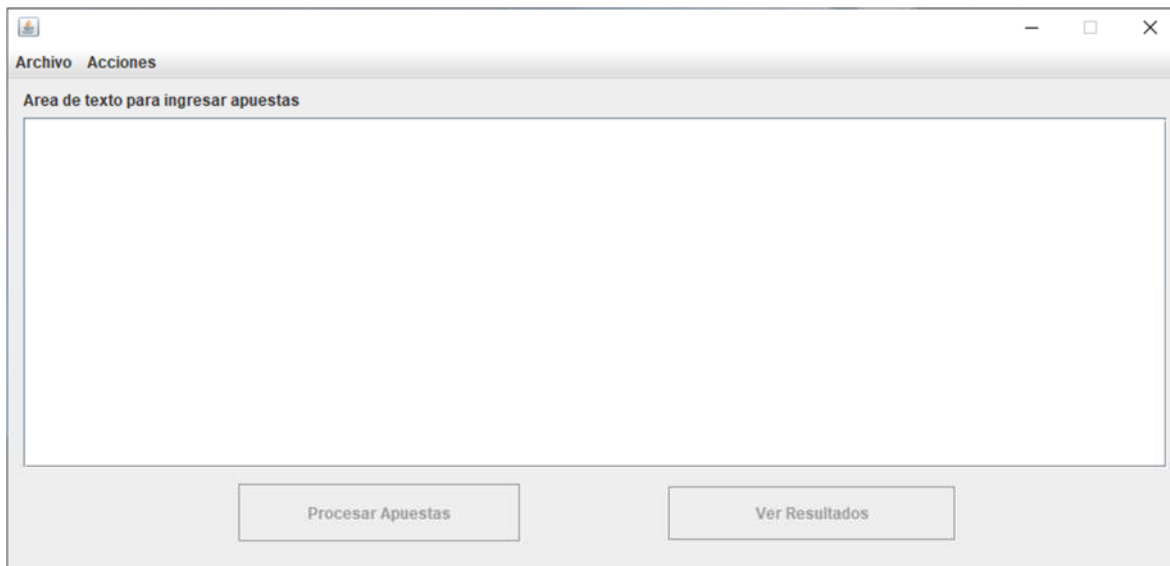 Archivo Acciones
Area de texto para ingresar apuestas
Procesar Apuestas Ver Resultados